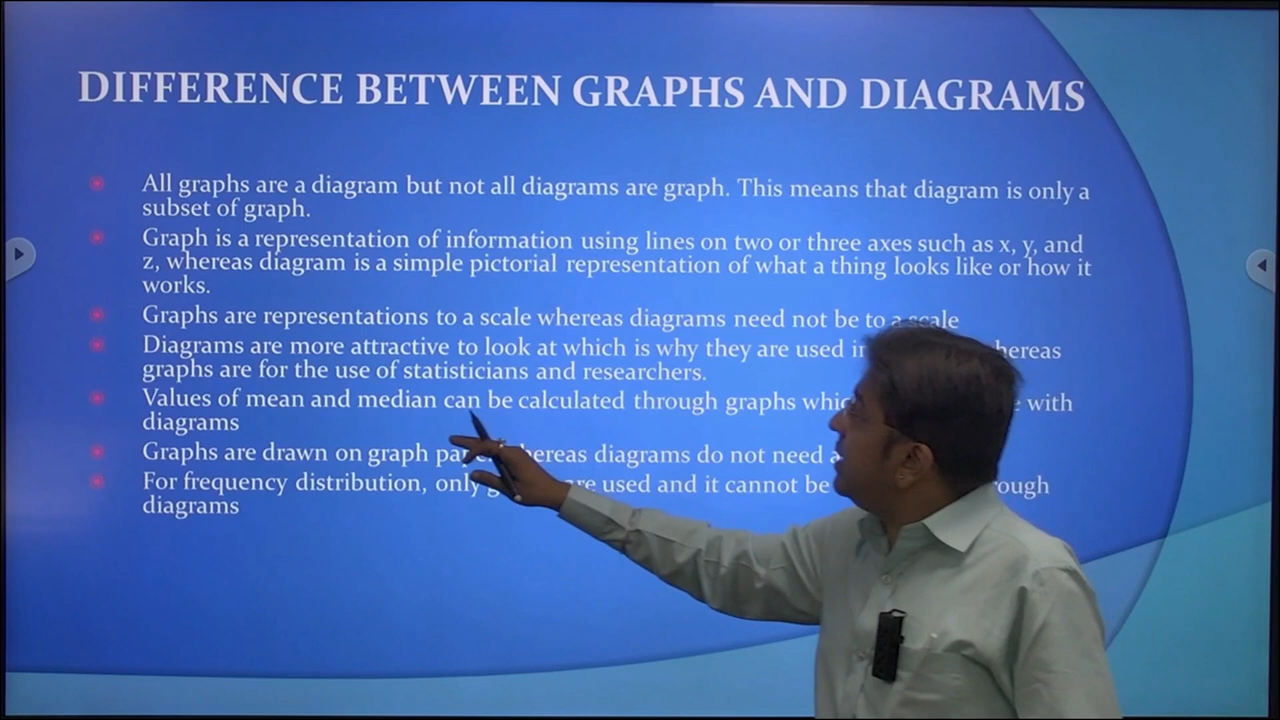 DIFFERENCE BETWEEN GRAPHS AND DIAGRAMS
All graphs are a diagram but not all diagrams are graph. This means that diagram is only a
subset of graph.
Graph is a representation of information using lines on two or three axes such as x, y, and
z, whereas diagram is a simple pictorial representation of what a thing looks like or how it
works.
Graphs are representations to a scale whereas diagrams need not be to a scale
Diagrams are more attractive to look at which is why they are used in whereas
graphs are for the use of statisticians and researchers.
Values of mean and median can be calculated through graphs with
diagrams
Graphs are drawn on graph paper whereas diagrams do not need
For frequency distribution, only are used and it cannot be through
diagrams